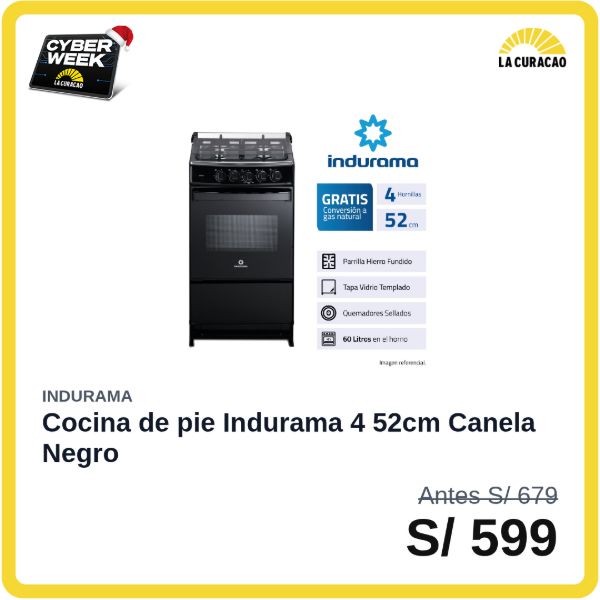 CYBER
WEEK
LA CURACAO
LA CURACAO
indurama
GRATIS
Conversión a
gas natural
4 Hornillas
52 cm
Parrilla Hierro Fundido
Tapa Vidrio Templado
Quemadores Sellados
60 Litros en el horno
Imagen referencial.
indurama
INDURAMA
Cocina de pie Indurama 4 52cm Canela
Negro
Antes S/ 679
S/ 599